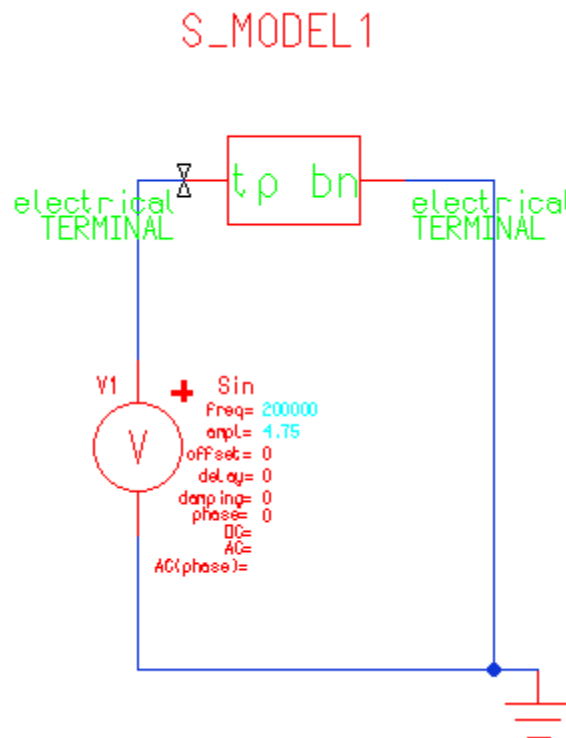 S_MODEL1
tp bn
electrical
TERMINAL
electrical
TERMINAL
V1
+ Sin
V
freq= 200000
ampl= 4.75
offset= 0
delay= 0
damping= 0
phase= 0
DC=
AC=
AC(phase)=